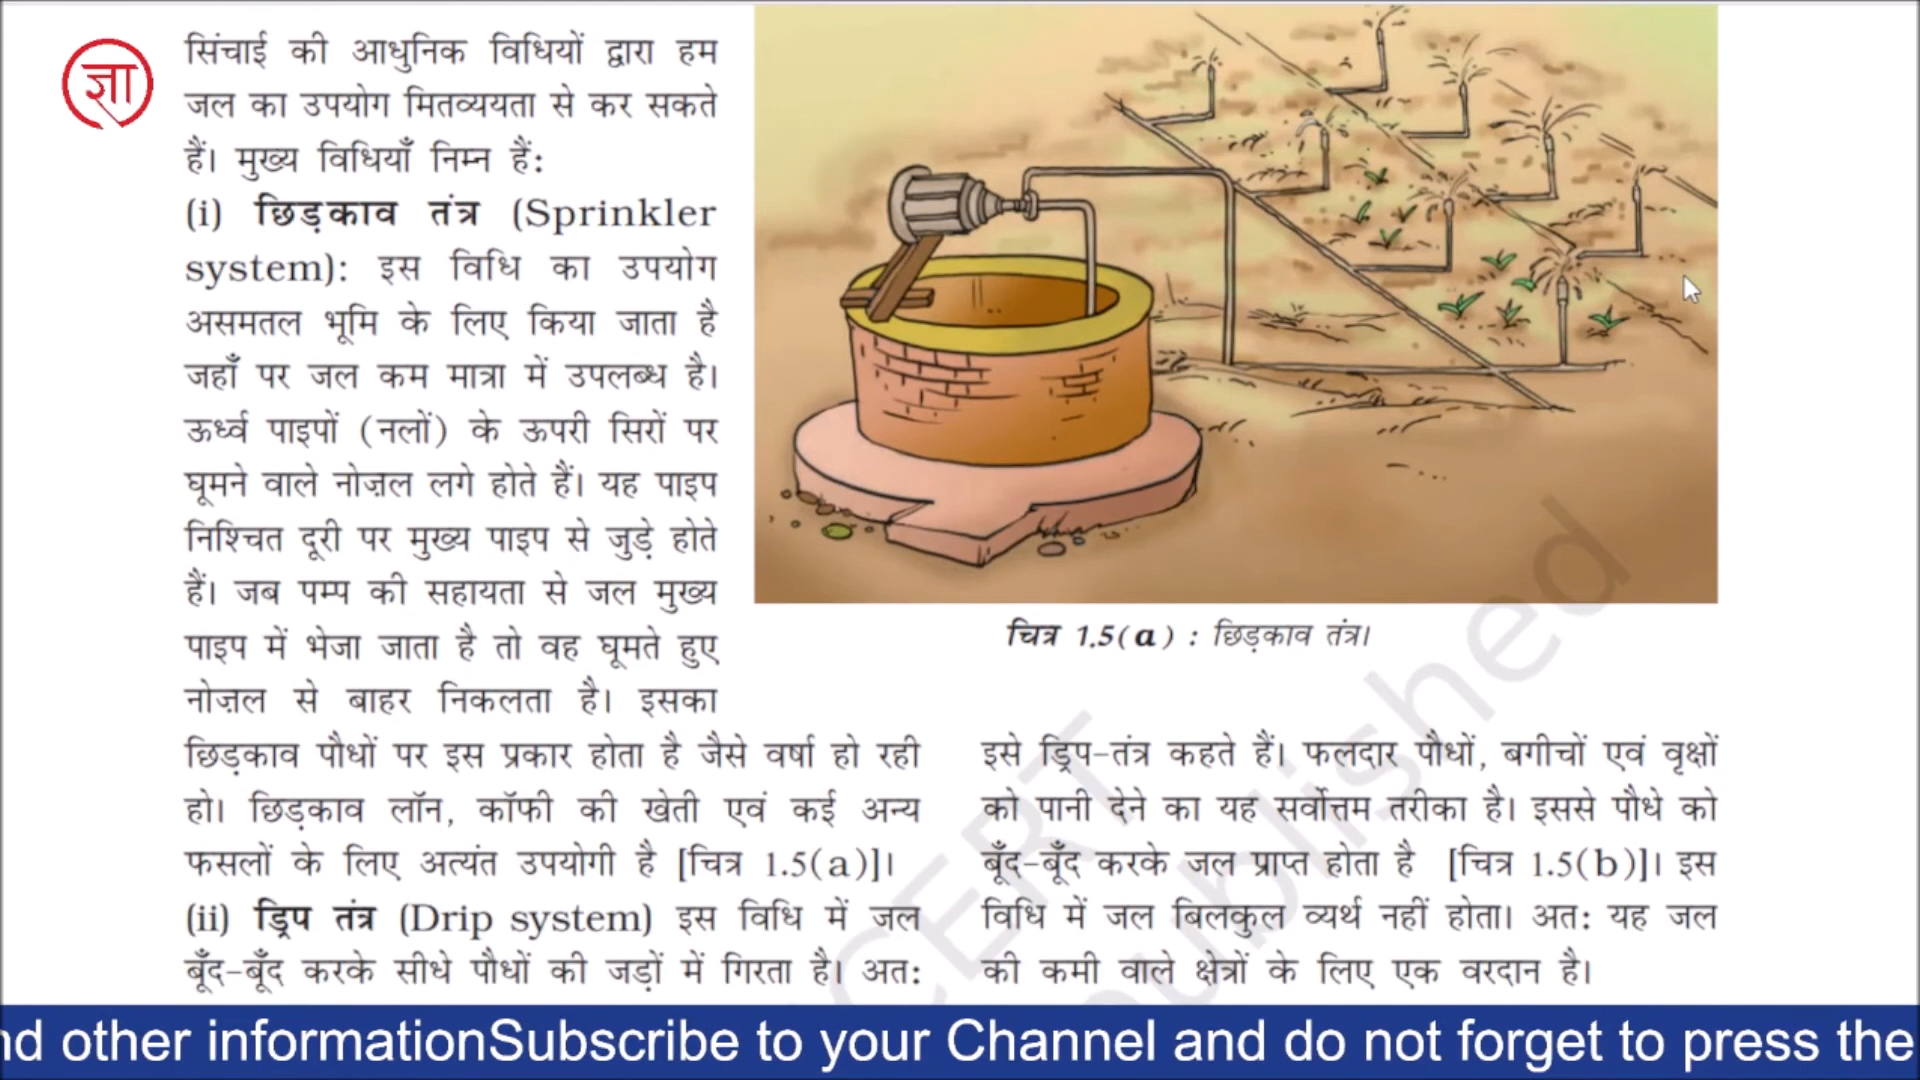 ज्ञा
सिंचाई की आधुनिक विधियों द्वारा हम
जल का उपयोग मितव्ययता से कर सकते
हैं। मुख्य विधियाँ निम्न हैं:
(i) छिड़काव तंत्र (Sprinkler
system): इस विधि का उपयोग
असमतल भूमि के लिए किया जाता है
जहाँ पर जल कम मात्रा में उपलब्ध है।
ऊर्ध्व पाइपों (नलों) के ऊपरी सिरों पर
घूमने वाले नोज़ल लगे होते हैं। यह पाइप
निश्चित दूरी पर मुख्य पाइप से जुड़े होते
हैं। जब पम्प की सहायता से जल मुख्य
पाइप में भेजा जाता है तो वह घूमते हुए
नोज़ल से बाहर निकलता है। इसका
छिड़काव पौधों पर इस प्रकार होता है जैसे वर्षा हो रही
हो। छिड़काव लॉन, कॉफी की खेती एवं कई अन्य
फसलों के लिए अत्यंत उपयोगी है [चित्र 1.5(a)]।
(ii) ड्रिप तंत्र (Drip system) इस विधि में जल
बूँद-बूँद करके सीधे पौधों की जड़ों में गिरता है। अत:
चित्र 1.5(a) : छिड़काव तंत्र।
इसे ड्रिप-तंत्र कहते हैं। फलदार पौधों, बगीचों एवं वृक्षों
को पानी देने का यह सर्वोत्तम तरीका है। इससे पौधे को
बूँद-बूँद करके जल प्राप्त होता है [चित्र 1.5(b)]। इस
विधि में जल बिलकुल व्यर्थ नहीं होता। अत: यह जल
की कमी वाले क्षेत्रों के लिए एक वरदान है।
nd other informationSubscribe to your Channel and do not forget to press the